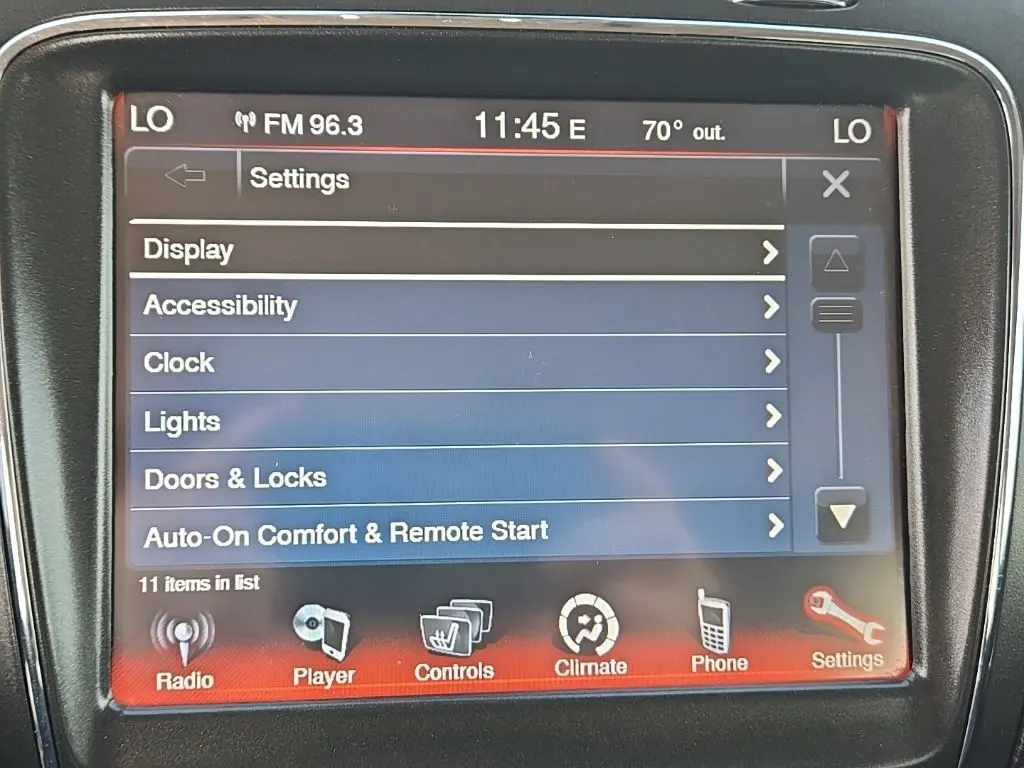 LO FM 96.3 11:45 E 70° out. LO
Settings
Display
Accessibility
Clock
Lights
Doors & Locks
Auto-On Comfort & Remote Start
11 items in list
Radio Player Controls Climate Phone Settings